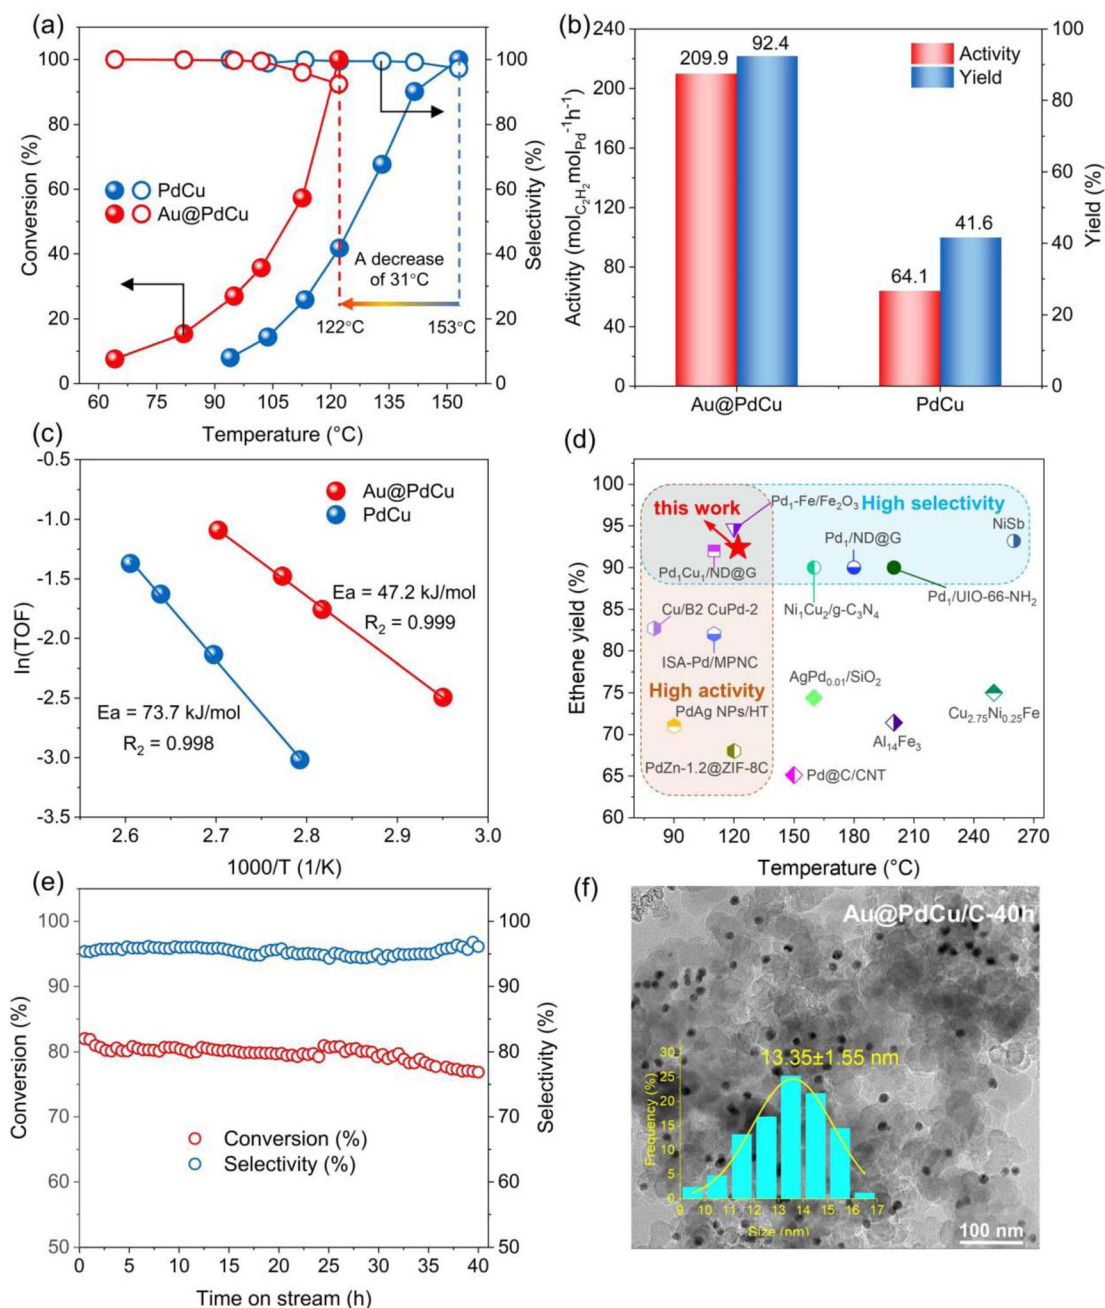 (a)
100
80
60
40
20
0
Conversion (%)
60 75 90 105 120 135 150
Temperature (°C)
100
80
60
40
20
0
Selectivity (%)
PdCu
Au@PdCu
A decrease
of 31°C
122°C
153°C
(b)
240
200
160
120
80
40
0
Activity (mol_{C2H2}mol_{Pd}^{-1}h^{-1})
209.9
92.4
64.1
41.6
Activity
Yield
Au@PdCu PdCu
100
80
60
40
20
0
Yield (%)
(c)
-0.5
-1.0
-1.5
-2.0
-2.5
-3.0
-3.5
ln(TOF)
Au@PdCu
PdCu
Ea = 47.2 kJ/mol
R₂ = 0.999
Ea = 73.7 kJ/mol
R₂ = 0.998
2.6 2.7 2.8 2.9 3.0
1000/T (1/K)
(d)
100
95
90
85
80
75
70
65
60
Ethene yield (%)
this work
Pd₁-Fe/Fe₂O₃
High selectivity
NiSb
Pd₁/ND@G
Pd₁Cu₁/ND@G
Pd₁/UIO-66-NH₂
Ni₁Cu₂/g-C₃N₄
Cu/B2 CuPd-2
ISA-Pd/MPNC
AgPd₀.₀₁/SiO₂
High activity
PdAg NPs/HT
Cu₂.₇₅Ni₀.₂₅Fe
Al₁₄Fe₃
PdZn-1.2@ZIF-8C
Pd@C/CNT
90 120 150 180 210 240 270
Temperature (°C)
(e)
100
95
90
85
80
75
70
65
60
55
50
Conversion (%)
Conversion (%)
Selectivity (%)
0 5 10 15 20 25 30 35 40
Time on stream (h)
100
90
80
70
60
50
Selectivity (%)
(f)
Au@PdCu/C-40h
13.35±1.55 nm
30
25
20
15
10
5
0
Frequency (%)
9 10 11 12 13 14 15 16 17
Size (nm)
100 nm